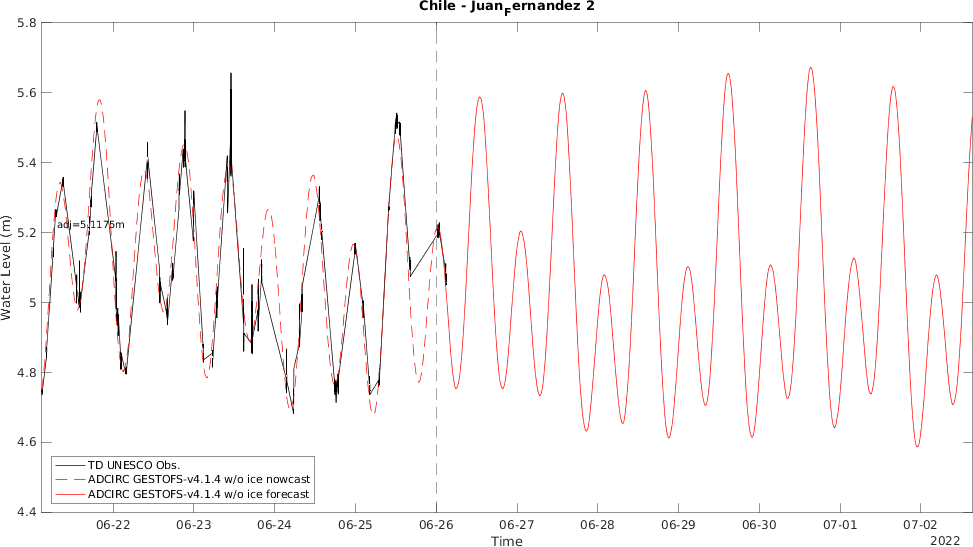 Chile - Juan_Fernandez 2
5.8
5.6
5.4
5.2
5
4.8
4.6
4.4
Water Level (m)
adj=5.1175m
TD UNESCO Obs.
ADCIRC GESTOFS-v4.1.4 w/o ice nowcast
ADCIRC GESTOFS-v4.1.4 w/o ice forecast
06-22 06-23 06-24 06-25 06-26 06-27 06-28 06-29 06-30 07-01 07-02
Time
2022